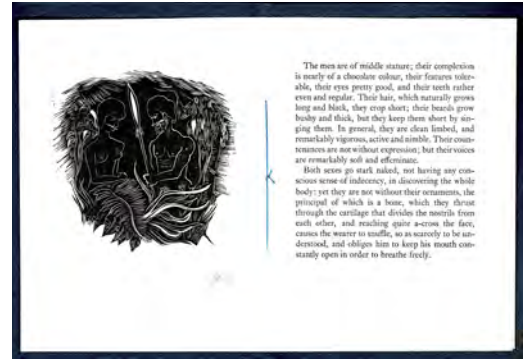 The men are of middle stature; their complection
is nearly of a chocolate colour, their features toler-
able, their eyes pretty good, and their teeth rather
even and regular. Their hair, which naturally grows
long and black, they crop short; their beards grow
bushy and thick, but they keep them short by sin-
ging them. In general, they are clean limbed, and
remarkably vigorous, active and nimble. Their coun-
tenances are not without expression; but their voices
are remarkably soft and effeminate.
Both sexes go stark naked, not having any con-
scious sense of indecency, in discovering the whole
body: yet they are not without their ornaments, the
principal of which is a bone, which they thrust
through the cartilage that divides the nostrils from
each other, and reaching quite a-cross the face,
causes the wearer to snuffle, so as scarcely to be un-
derstood, and obliges him to keep his mouth con-
stantly open in order to breathe freely.